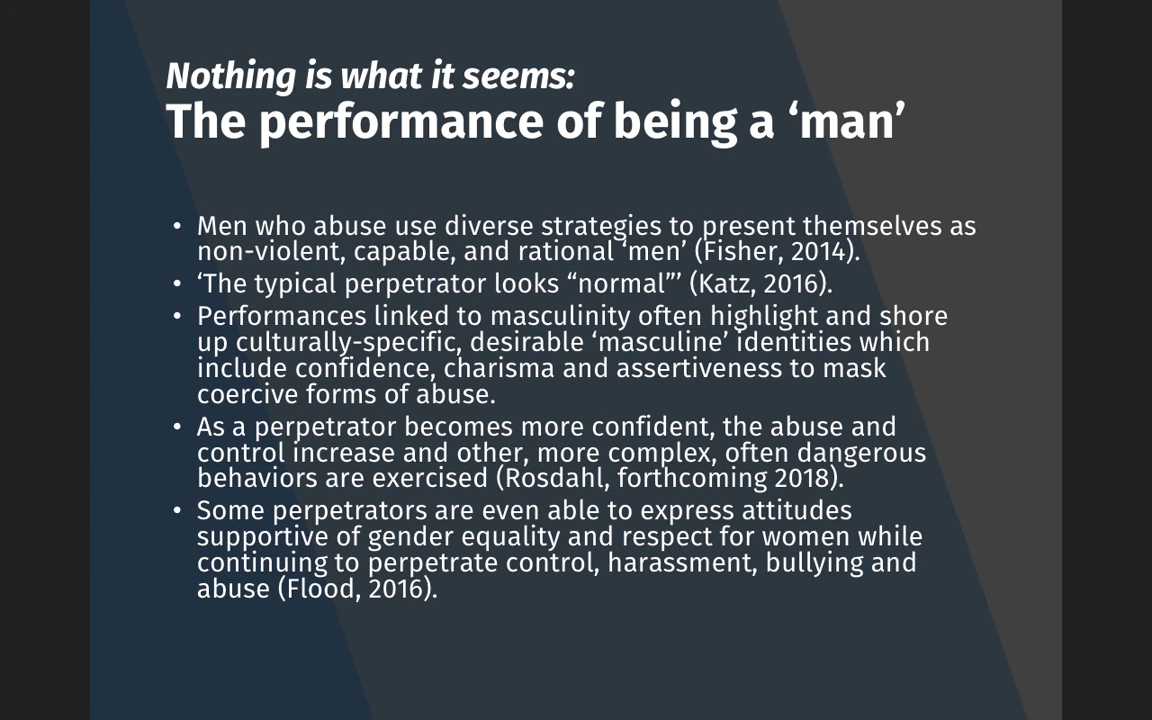 Nothing is what it seems:
The performance of being a ‘man’
• Men who abuse use diverse strategies to present themselves as
non-violent, capable, and rational ‘men’ (Fisher, 2014).
• ‘The typical perpetrator looks “normal”’ (Katz, 2016).
• Performances linked to masculinity often highlight and shore
up culturally-specific, desirable ‘masculine’ identities which
include confidence, charisma and assertiveness to mask
coercive forms of abuse.
• As a perpetrator becomes more confident, the abuse and
control increase and other, more complex, often dangerous
behaviors are exercised (Rosdahl, forthcoming 2018).
• Some perpetrators are even able to express attitudes
supportive of gender equality and respect for women while
continuing to perpetrate control, harassment, bullying and
abuse (Flood, 2016).